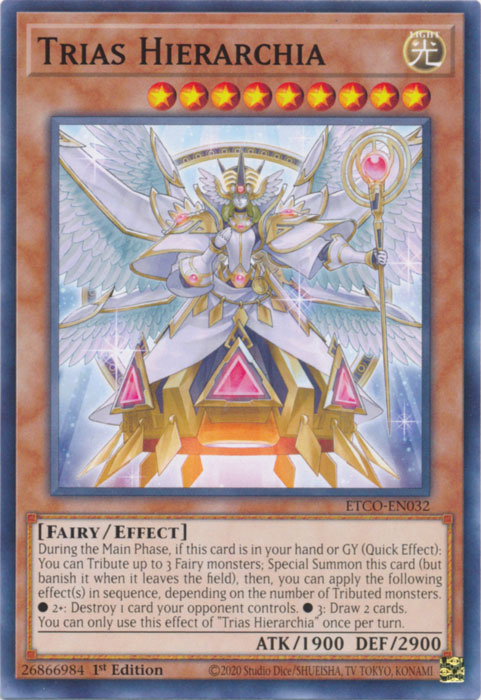 TRIAS HIERARCHIA
LIGHT
光
ETCO-EN032
[FAIRY/EFFECT]
During the Main Phase, if this card is in your hand or GY (Quick Effect):
You can Tribute up to 3 Fairy monsters; Special Summon this card (but
banish it when it leaves the field), then, you can apply the following
effect(s) in sequence, depending on the number of Tributed monsters.
● 2+: Destroy 1 card your opponent controls. ● 3: Draw 2 cards.
You can only use this effect of "Trias Hierarchia" once per turn.
ATK/1900 DEF/2900
26866984 1st Edition ©2020 Studio Dice/SHUEISHA, TV TOKYO, KONAMI